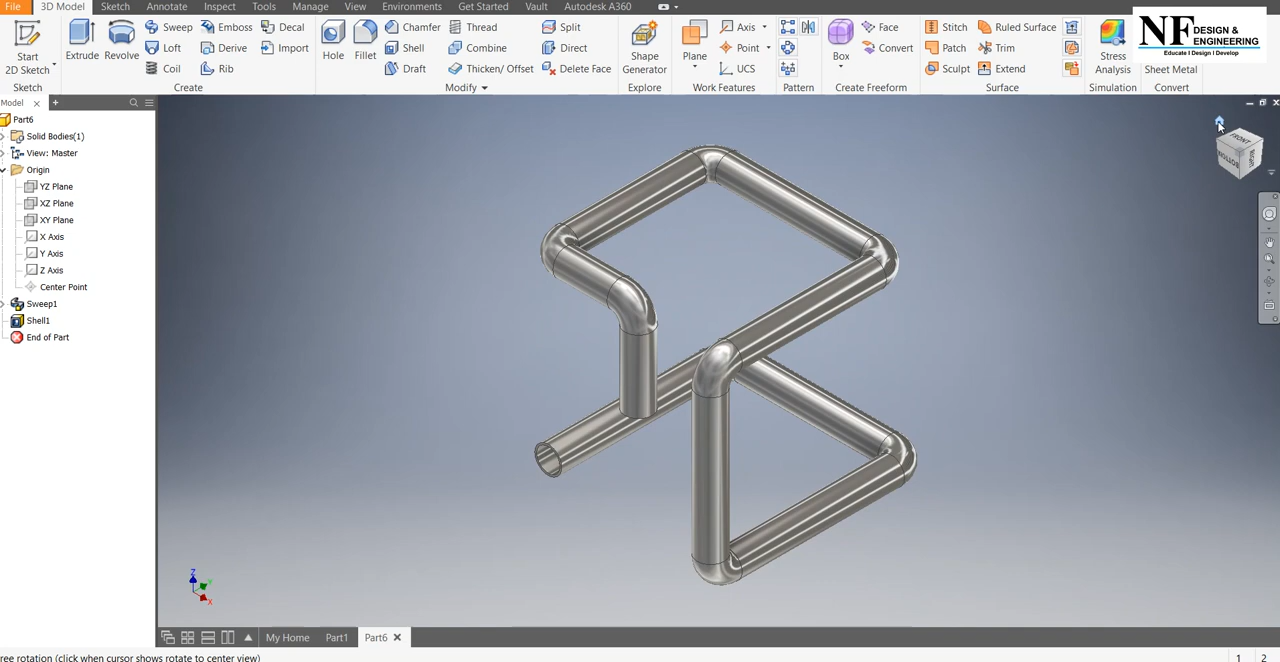 File 3D Model Sketch Annotate Inspect Tools Manage View Environments Get Started Vault Autodesk A360
Start
2D Sketch
Sketch
Extrude Revolve
Sweep Emboss Decal
Loft Derive Import
Coil Rib
Create
Hole Fillet
Chamfer Thread Split
Shell Combine Direct
Draft Thicken/ Offset Delete Face
Modify
Shape
Generator
Explore
Plane
Axis
Point
UCS
Work Features
Pattern
Box
Face
Convert
Create Freeform
Stitch Ruled Surface
Patch Trim
Sculpt Extend
Surface
Stress
Analysis
Simulation
Sheet Metal
Convert
NF DESIGN &
ENGINEERING
Educate I Design I Develop
Model
Part6
Solid Bodies(1)
View: Master
Origin
YZ Plane
XZ Plane
XY Plane
X Axis
Y Axis
Z Axis
Center Point
Sweep1
Shell1
End of Part
FRONT
BOTTOM
RIGHT
Z
Y
X
My Home Part1 Part6
ree rotation (click when cursor shows rotate to center view)
1 2